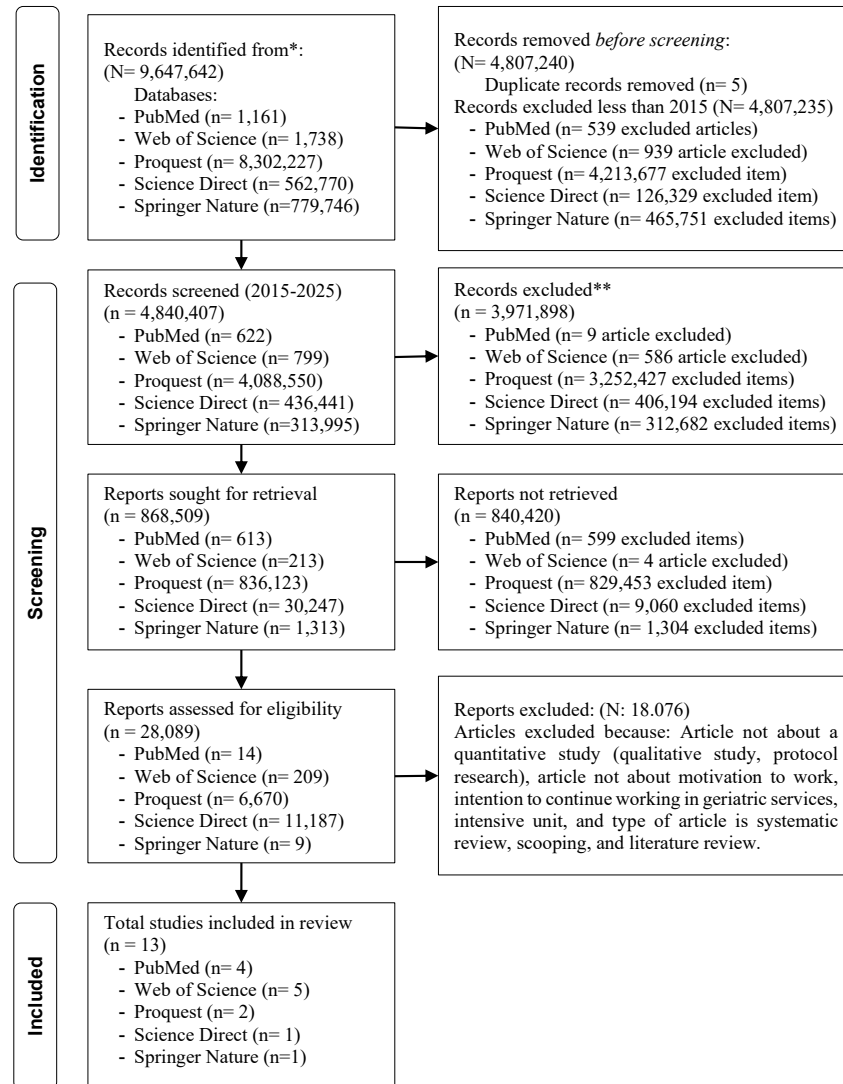 Identification
Records identified from*:
(N= 9,647,642)
Databases:
- PubMed (n= 1,161)
- Web of Science (n= 1,738)
- Proquest (n= 8,302,227)
- Science Direct (n= 562,770)
- Springer Nature (n=779,746)
Records removed before screening:
(N= 4,807,240)
Duplicate records removed (n= 5)
Records excluded less than 2015 (N= 4,807,235)
- PubMed (n= 539 excluded articles)
- Web of Science (n= 939 article excluded)
- Proquest (n= 4,213,677 excluded item)
- Science Direct (n= 126,329 excluded item)
- Springer Nature (n= 465,751 excluded items)
Screening
Records screened (2015-2025)
(n = 4,840,407)
- PubMed (n= 622)
- Web of Science (n= 799)
- Proquest (n= 4,088,550)
- Science Direct (n= 436,441)
- Springer Nature (n=313,995)
Records excluded**
(n = 3,971,898)
- PubMed (n= 9 article excluded)
- Web of Science (n= 586 article excluded)
- Proquest (n= 3,252,427 excluded items)
- Science Direct (n= 406,194 excluded items)
- Springer Nature (n= 312,682 excluded items)
Reports sought for retrieval
(n = 868,509)
- PubMed (n= 613)
- Web of Science (n=213)
- Proquest (n= 836,123)
- Science Direct (n= 30,247)
- Springer Nature (n= 1,313)
Reports not retrieved
(n = 840,420)
- PubMed (n= 599 excluded items)
- Web of Science (n= 4 article excluded)
- Proquest (n= 829,453 excluded item)
- Science Direct (n= 9,060 excluded items)
- Springer Nature (n= 1,304 excluded items)
Reports assessed for eligibility
(n = 28,089)
- PubMed (n= 14)
- Web of Science (n= 209)
- Proquest (n= 6,670)
- Science Direct (n= 11,187)
- Springer Nature (n= 9)
Reports excluded: (N: 18.076)
Articles excluded because: Article not about a
quantitative study (qualitative study, protocol
research), article not about motivation to work,
intention to continue working in geriatric services,
intensive unit, and type of article is systematic
review, scooping, and literature review.
Included
Total studies included in review
(n = 13)
- PubMed (n= 4)
- Web of Science (n= 5)
- Proquest (n= 2)
- Science Direct (n= 1)
- Springer Nature (n=1)